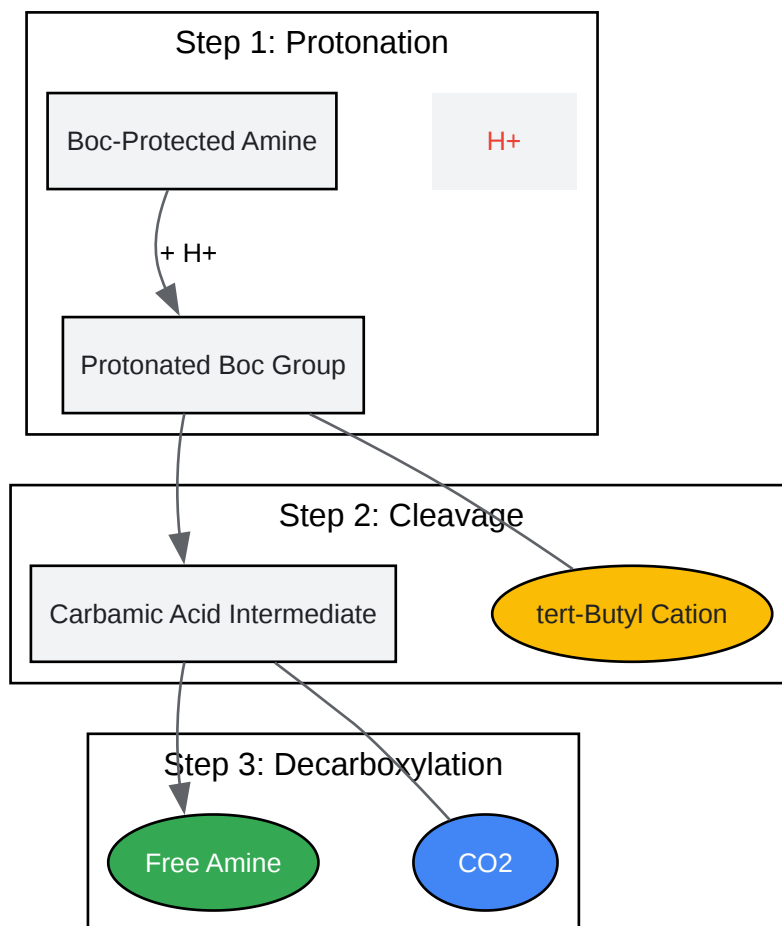 Step 1: Protonation
Boc-Protected Amine
H+
+ H+
Protonated Boc Group
Step 2: Cleavage
Carbamic Acid Intermediate
tert-Butyl Cation
Step 3: Decarboxylation
Free Amine
CO2